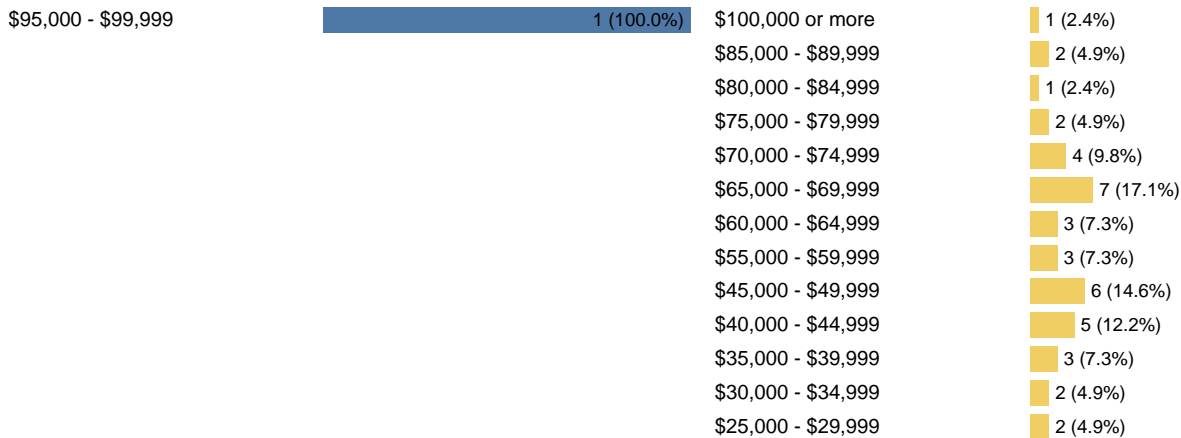 $95,000 - $99,999 1 (100.0%)
$100,000 or more 1 (2.4%)
$85,000 - $89,999 2 (4.9%)
$80,000 - $84,999 1 (2.4%)
$75,000 - $79,999 2 (4.9%)
$70,000 - $74,999 4 (9.8%)
$65,000 - $69,999 7 (17.1%)
$60,000 - $64,999 3 (7.3%)
$55,000 - $59,999 3 (7.3%)
$45,000 - $49,999 6 (14.6%)
$40,000 - $44,999 5 (12.2%)
$35,000 - $39,999 3 (7.3%)
$30,000 - $34,999 2 (4.9%)
$25,000 - $29,999 2 (4.9%)